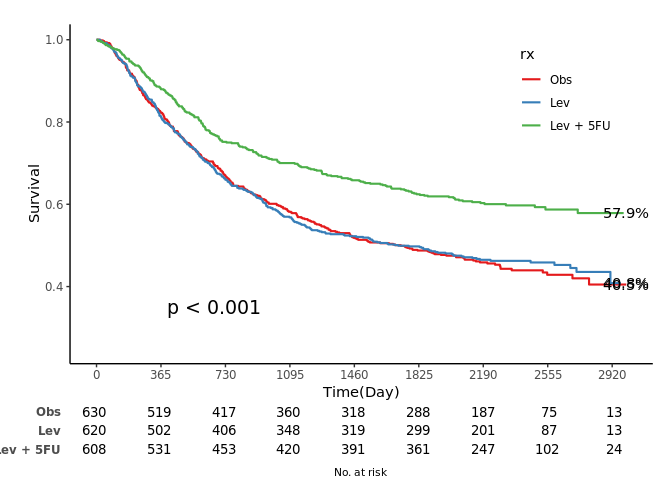 rx
Obs
Lev
Lev + 5FU
1.0
0.8
0.6
0.4
Survival
57.9%
p < 0.001
0 365 730 1095 1460 1825 2190 2555 2920
Time(Day)
Obs 630 519 417 360 318 288 187 75 13
Lev 620 502 406 348 319 299 201 87 13
ev + 5FU 608 531 453 420 391 361 247 102 24
No. at risk